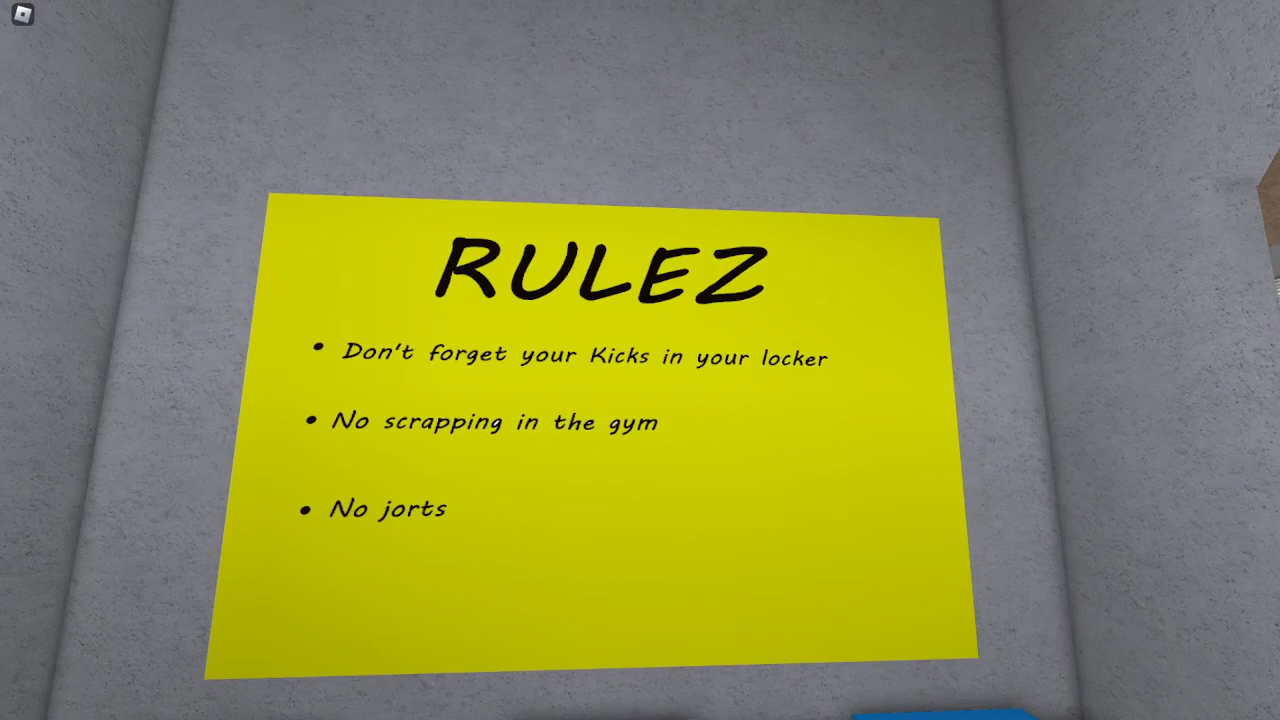 RULEZ
• Don't forget your Kicks in your locker
• No scrapping in the gym
• No jorts